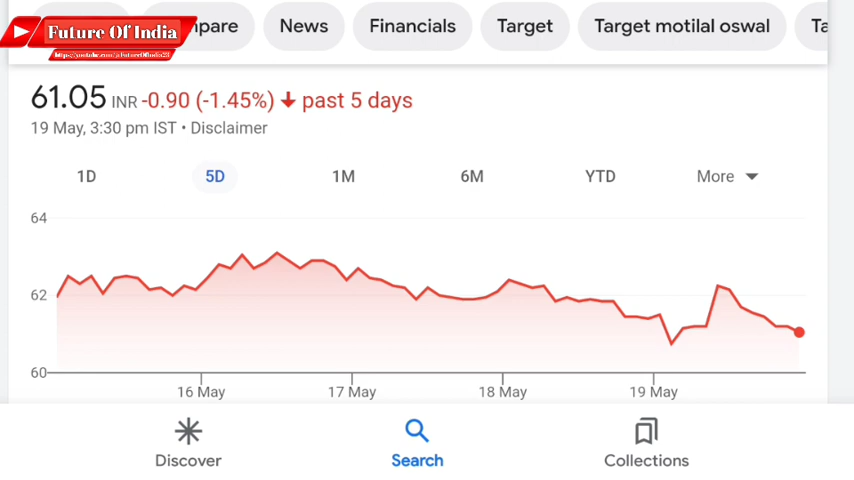 Future Of India
pare
News
Financials
Target
Target motilal oswal
Ta
61.05 INR -0.90 (-1.45%) past 5 days
19 May, 3:30 pm IST • Disclaimer
1D
5D
1M
6M
YTD
More
64
62
60
16 May
17 May
18 May
19 May
Discover
Search
Collections